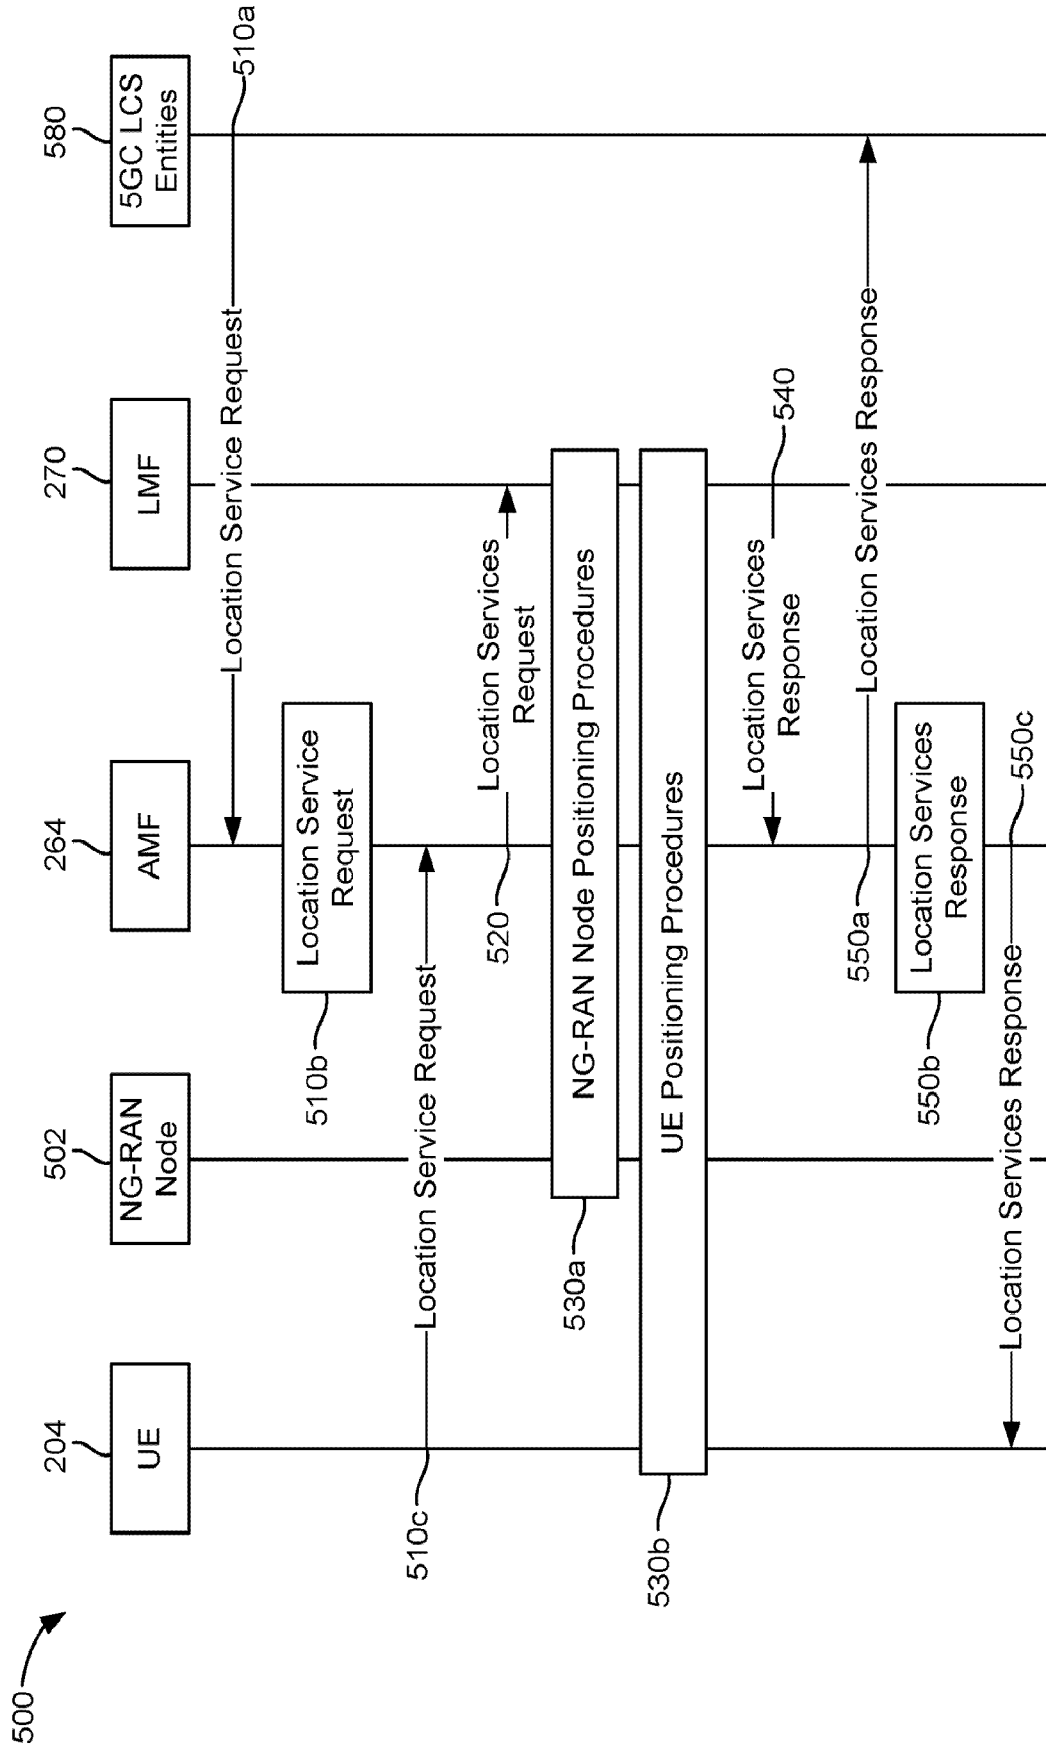 500
204
502
264
270
580
UE
NG-RAN
Node
AMF
LMF
5GC LCS
Entities
Location Service Request
510a
Location Service
Request
510b
Location Service Request
510c
Location Services
Request
520
NG-RAN Node Positioning Procedures
530a
UE Positioning Procedures
530b
Location Services
Response
540
Location Services Response
550a
Location Services
Response
550b
Location Services Response
550c